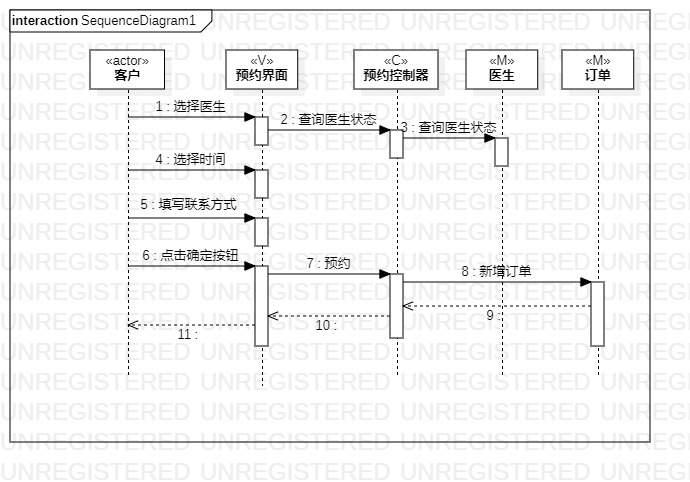 interaction SequenceDiagram1
«actor»
客户
«V»
预约界面
«C»
预约控制器
«M»
医生
«M»
订单
1 : 选择医生
2 : 查询医生状态
3 : 查询医生状态
4 : 选择时间
5 : 填写联系方式
6 : 点击确定按钮
7 : 预约
8 : 新增订单
9
10 :
11 :
UNREGISTERED UNREGISTERED UNREGISTERED UNREGISTERED